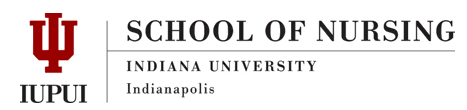 IUPUI
SCHOOL OF NURSING
INDIANA UNIVERSITY
Indianapolis